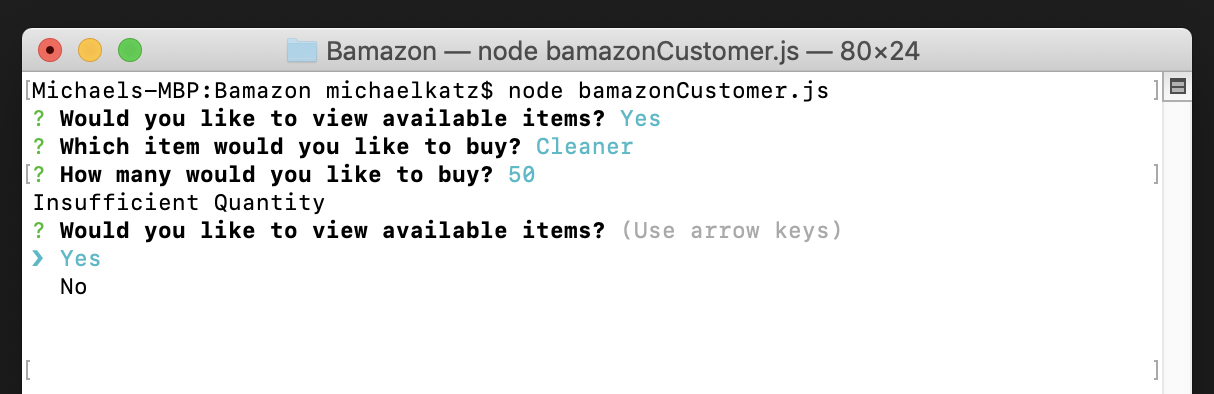 Bamazon — node bamazonCustomer.js — 80×24
[Michaels-MBP:Bamazon michaelkatz$ node bamazonCustomer.js ]
? Would you like to view available items? Yes
? Which item would you like to buy? Cleaner
[? How many would you like to buy? 50 ]
Insufficient Quantity
? Would you like to view available items? (Use arrow keys)
❯ Yes
No
[ ]